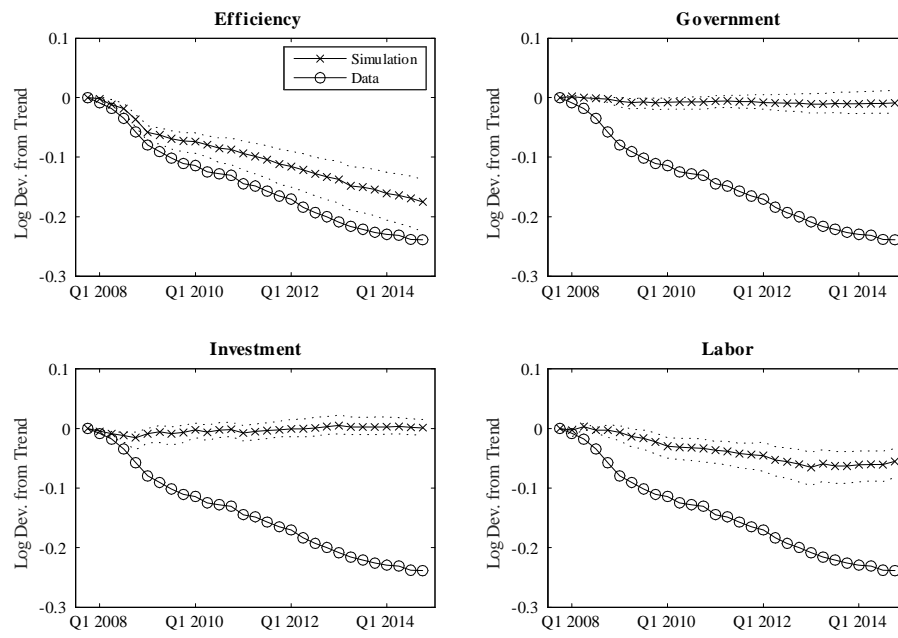 Efficiency
0.1
0
-0.1
-0.2
-0.3
Log Dev. from Trend
Q1 2008 Q1 2010 Q1 2012 Q1 2014
Simulation
Data
Government
0.1
0
-0.1
-0.2
-0.3
Log Dev. from Trend
Q1 2008 Q1 2010 Q1 2012 Q1 2014
Investment
0.1
0
-0.1
-0.2
-0.3
Log Dev. from Trend
Q1 2008 Q1 2010 Q1 2012 Q1 2014
Labor
0.1
0
-0.1
-0.2
-0.3
Log Dev. from Trend
Q1 2008 Q1 2010 Q1 2012 Q1 2014